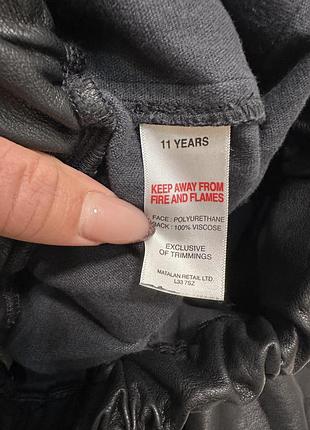 11 YEARS
KEEP AWAY FROM
FIRE AND FLAMES
FACE: POLYURETHANE
BACK: 100% VISCOSE
EXCLUSIVE
OF TRIMMINGS
MATALAN RETAIL LTD.
L33 7SZ